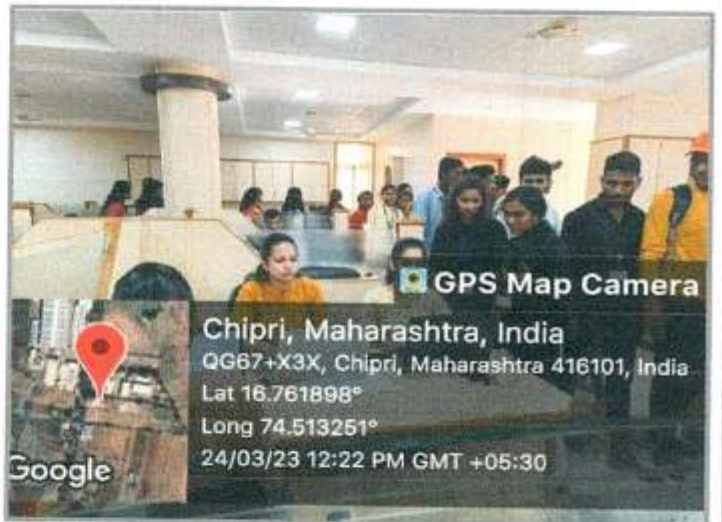 GPS Map Camera
Chipri, Maharashtra, India
QG67+X3X, Chipri, Maharashtra 416101, India
Lat 16.761898°
Long 74.513251°
24/03/23 12:22 PM GMT +05:30
Google